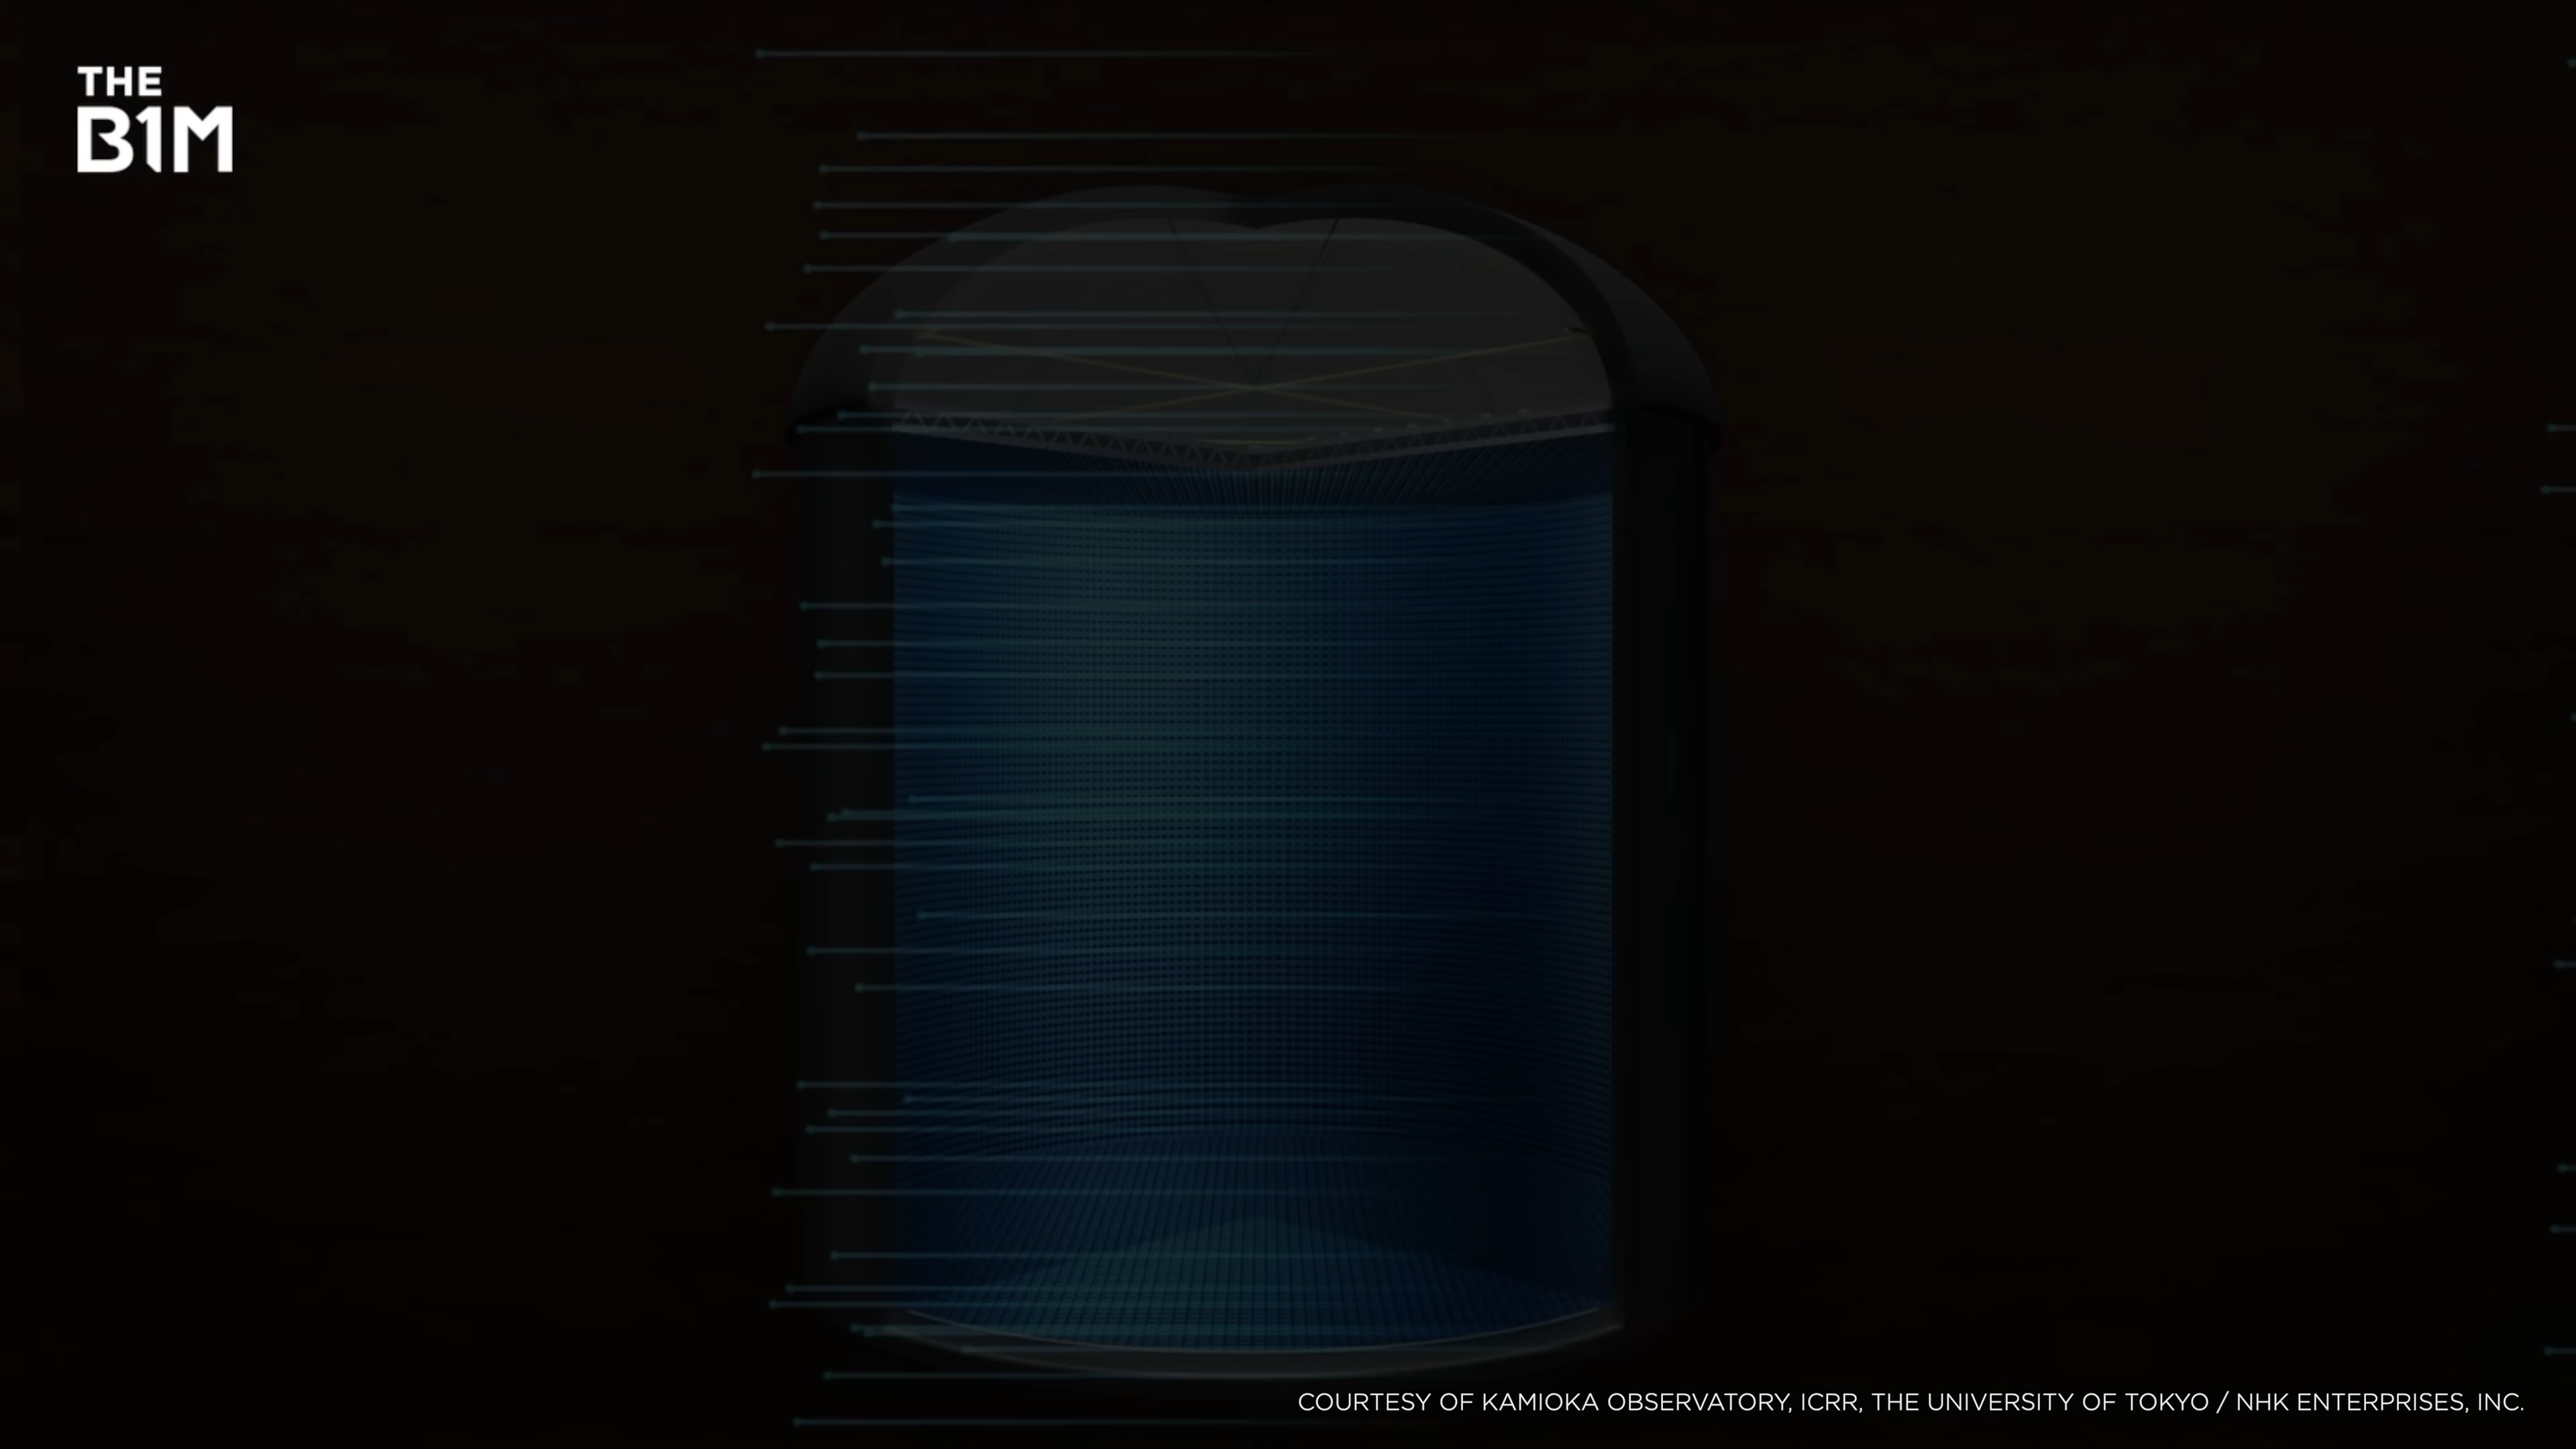 THE
B1M
COURTESY OF KAMIOKA OBSERVATORY, ICRR, THE UNIVERSITY OF TOKYO / NHK ENTERPRISES, INC.